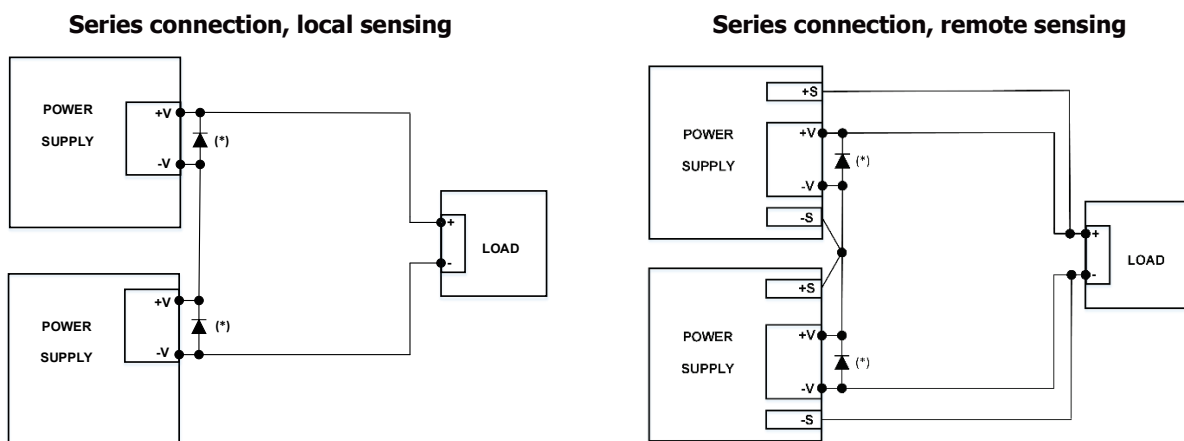 Series connection, local sensing
POWER
SUPPLY
+V
-V
(*)
POWER
SUPPLY
+V
-V
(*)
+
-
LOAD
Series connection, remote sensing
POWER
SUPPLY
+S
+V
-V
-S
(*)
POWER
SUPPLY
+S
+V
-V
-S
(*)
+
-
LOAD